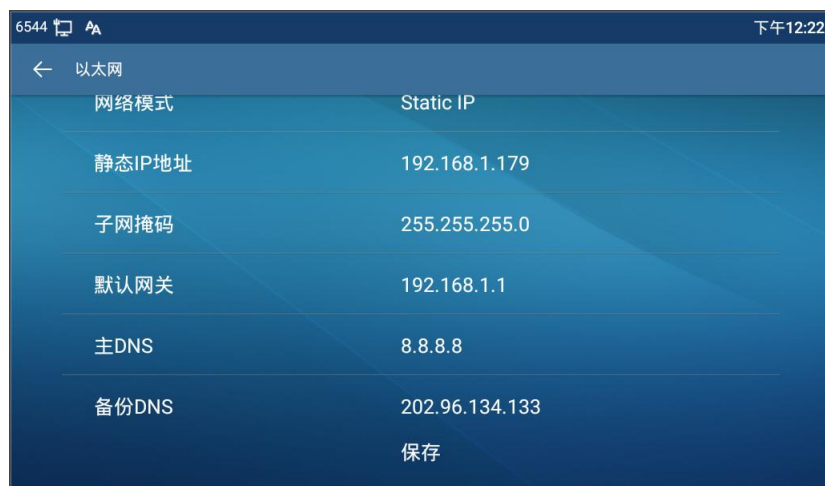 6544 下午12:22
以太网
网络模式 Static IP
静态IP地址 192.168.1.179
子网掩码 255.255.255.0
默认网关 192.168.1.1
主DNS 8.8.8.8
备份DNS 202.96.134.133
保存